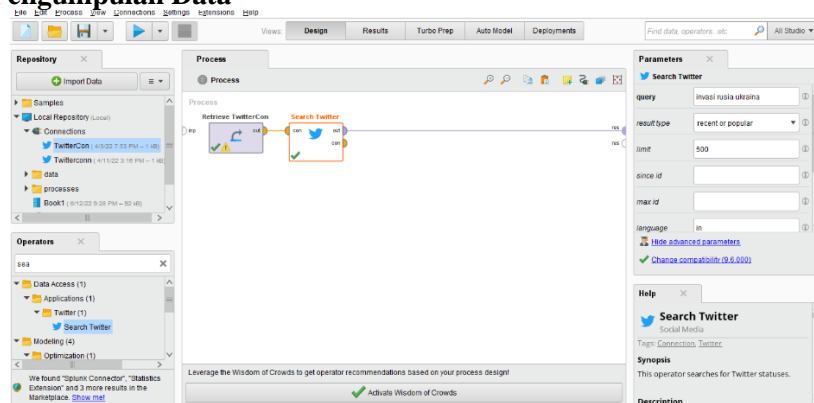 engumpulan Data
File Edit Process View Connections Settings Extensions Help
Views: Design Results Turbo Prep Auto Model Deployments
Find data, operators...etc
All Studio
Repository
Import Data
Samples
Local Repository (Local)
Connections
TwitterCon (4/3/22 7:53 PM – 1 kB)
Twitterconn (4/11/22 3:16 PM – 1 kB)
data
processes
Book1
Operators
sea
Data Access (1)
Applications (1)
Twitter (1)
Search Twitter
Modeling (4)
Optimization (1)
We found "Splunk Connector", "Statistics
Extension" and 3 more results in the
Marketplace. Show me!
Process
Process
Process
Retrieve TwitterCon
Search Twitter
inp
out
con
out
con
res
res
Leverage the Wisdom of Crowds to get operator recommendations based on your process design!
Activate Wisdom of Crowds
Parameters
Search Twitter
query
invasi rusia ukraina
result type
recent or popular
limit
500
since id
max id
language
in
Hide advanced parameters
Change compatibility (9.6.000)
Help
Search Twitter
Social Media
Tags: Connection, Twitter
Synopsis
This operator searches for Twitter statuses.
Description